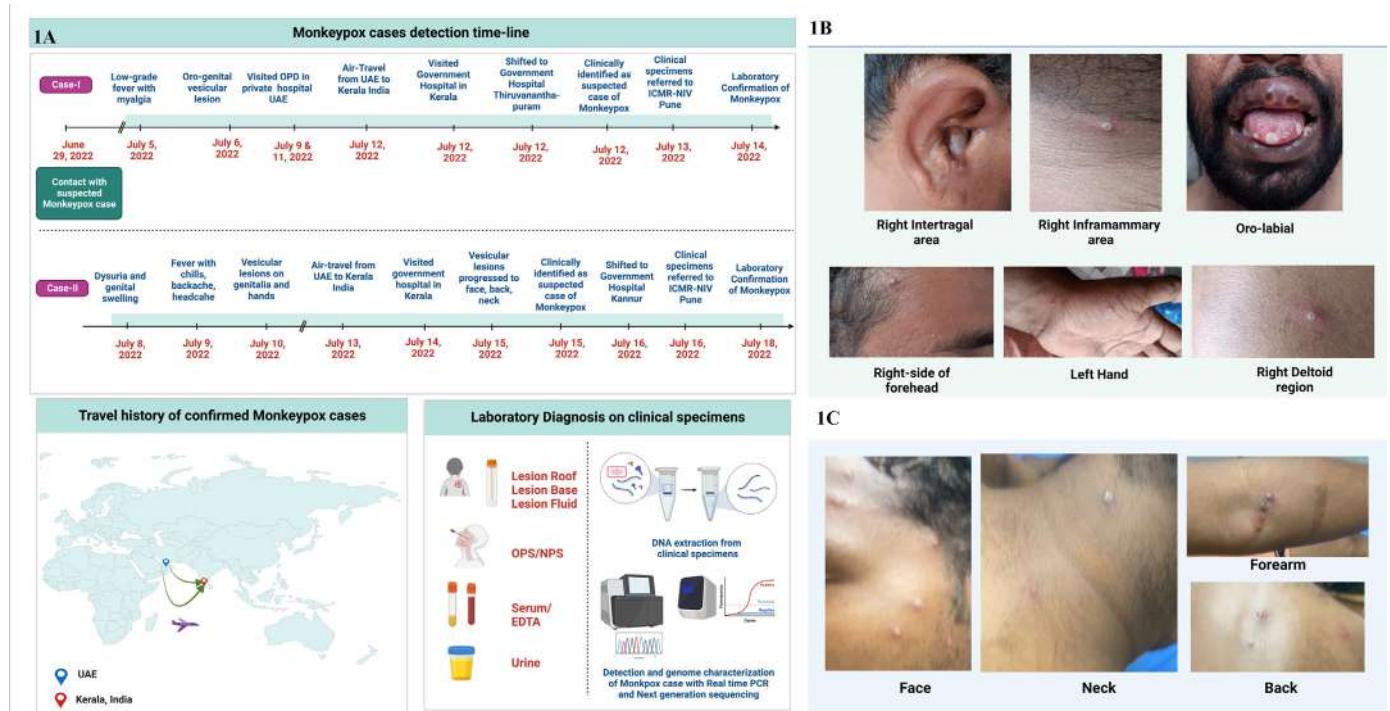 1A
Monkeypox cases detection time-line
Case-I
Low-grade
fever with
myalgia
Oro-genital
vesicular
lesion
Visited OPD in
private hospital
UAE
Air-Travel
from UAE to
Kerala India
Visited
Government
Hospital in
Kerala
Shifted to
Government
Hospital
Thiruvanantha-
puram
Clinically
identified as
suspected
case of
Monkeypox
Clinical
specimens
referred to
ICMR-NIV
Pune
Laboratory
Confirmation of
Monkeypox
June
29, 2022
July 5,
2022
July 6,
2022
July 9 &
11, 2022
July 12,
2022
July 12,
2022
July 12,
2022
July 12,
2022
July 13,
2022
July 14,
2022
Contact with
suspected
Monkeypox case
Case-II
Dysuria and
genital
swelling
Fever with
chills,
backache,
headcahe
Vesicular
lesions on
genitalia and
hands
Air-travel from
UAE to Kerala
India
Visited
government
hospital in
Kerala
Vesicular
lesions
progressed to
face, back,
neck
Clinically
identified as
suspected
case of
Monkeypox
Shifted to
Government
Hospital
Kannur
Clinical
specimens
referred to
ICMR-NIV
Pune
Laboratory
Confirmation
of Monkeypox
July 8,
2022
July 9,
2022
July 10,
2022
July 13,
2022
July 14,
2022
July 15,
2022
July 15,
2022
July 16,
2022
July 16,
2022
July 18,
2022
Travel history of confirmed Monkeypox cases
UAE
Kerala, India
Laboratory Diagnosis on clinical specimens
Lesion Roof
Lesion Base
Lesion Fluid
OPS/NPS
Serum/
EDTA
Urine
DNA extraction from
clinical specimens
Detection and genome characterization
of Monkpox case with Real time PCR
and Next generation sequencing
1B
Right Intertragal
area
Right Inframammary
area
Oro-labial
Right-side of
forehead
Left Hand
Right Deltoid
region
1C
Face
Neck
Forearm
Back